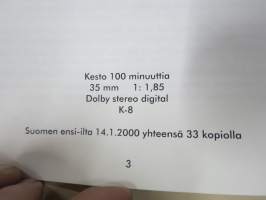 Kesto 100 minuuttia
35 mm 1: 1,85
Dolby stereo digital
K-8
Suomen ensi-ilta 14.1.2000 yhteensä 33 kopiolla
3